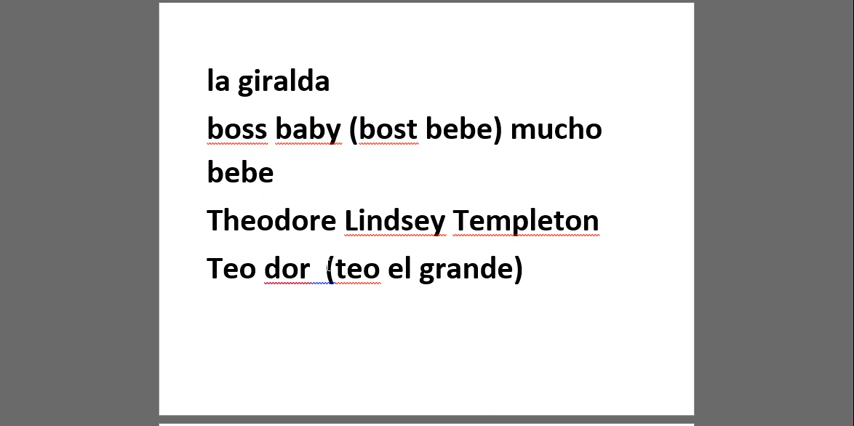 la giralda
boss baby (bost bebe) mucho
bebe
Theodore Lindsey Templeton
Teo dor  (teo el grande)